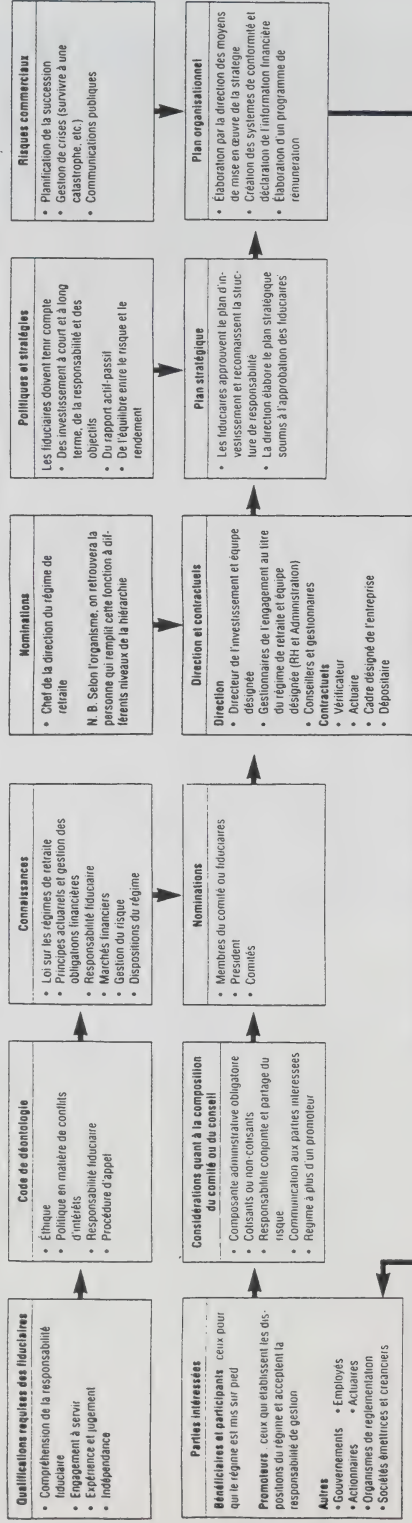 Qualifications requises des fiduciaires
• Compréhension de la responsabilité
fiduciaire
• Engagement à servir
• Expérience et jugement
• Indépendance
Code de déontologie
• Éthique
• Politique en matière de conflits
d'intérêts
• Responsabilité fiduciaire
• Procédure d'appel
Connaissances
• Loi sur les régimes de retraite
• Principes actuariels et gestion des
obligations financières
• Responsabilité fiduciaire
• Marchés financiers
• Gestion du risque
• Dispositions du régime
Nominations
• Chef de la direction du régime de
retraite
N. B. Selon l'organisme, on retrouvera la
personne qui remplit cette fonction à dif-
férents niveaux de la hiérarchie
Politiques et stratégies
Les fiduciaires doivent tenir compte
• Des investissement à court et à long
terme, de la responsabilité et des
objectifs
• Du rapport actif-passif
• De l'équilibre entre le risque et le
rendement
Risques commerciaux
• Planification de la succession
• Gestion de crises (survivre à une
catastrophe, etc.)
• Communications publiques
Parties intéressées
Bénéficiaires et participants ceux pour
qui le régime est mis sur pied
Promoteurs ceux qui établissent les dis-
positions du régime et acceptent la
responsabilité de gestion
Autres
• Gouvernements • Employés
• Actionnaires • Actuaires
• Organismes de reglementation
• Sociétés émettrices et creanciers
Considérations quant à la composition
du comité ou du conseil
• Composante administrative obligatoire
• Cotisants ou non-cotisants
• Responsabilité conjointe et partage du
risque
• Communication aux parties interessées
• Regime à plus d un promoteur
Nominations
• Membres du comité ou fiduciaires
• President
• Comités
Direction et contractuels
Direction
• Directeur de l'investissement et équipe
désignée
• Gestionnaires de l'engagement au titre
du régime de retraite et équipe
désignée (RH et Administration)
• Conseillers et gestionnaires
Contractuels
• Vérificateur
• Actuaire
• Cadre désigné de l'entreprise
• Dépositaire
Plan stratégique
• Les fiduciaires approuvent le plan d'in-
vestissement et reconnaissent la struc-
ture de responsabilité
• La direction élabore le plan stratégique
soumis à l'approbation des fiduciaires
Plan organisationnel
• Élaboration par la direction des moyens
de mise en œuvre de la stratégie
• Création des systemes de conformité et
déclaration de l'information financière
• Élaboration d'un programme de
rémuneration